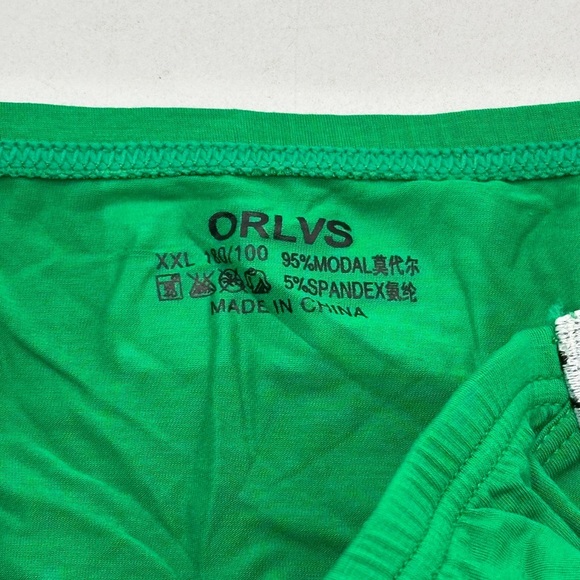 ORLVS
XXL 180/100 95%MODAL莫代尔
5%SPANDEX氨纶
MADE IN CHINA